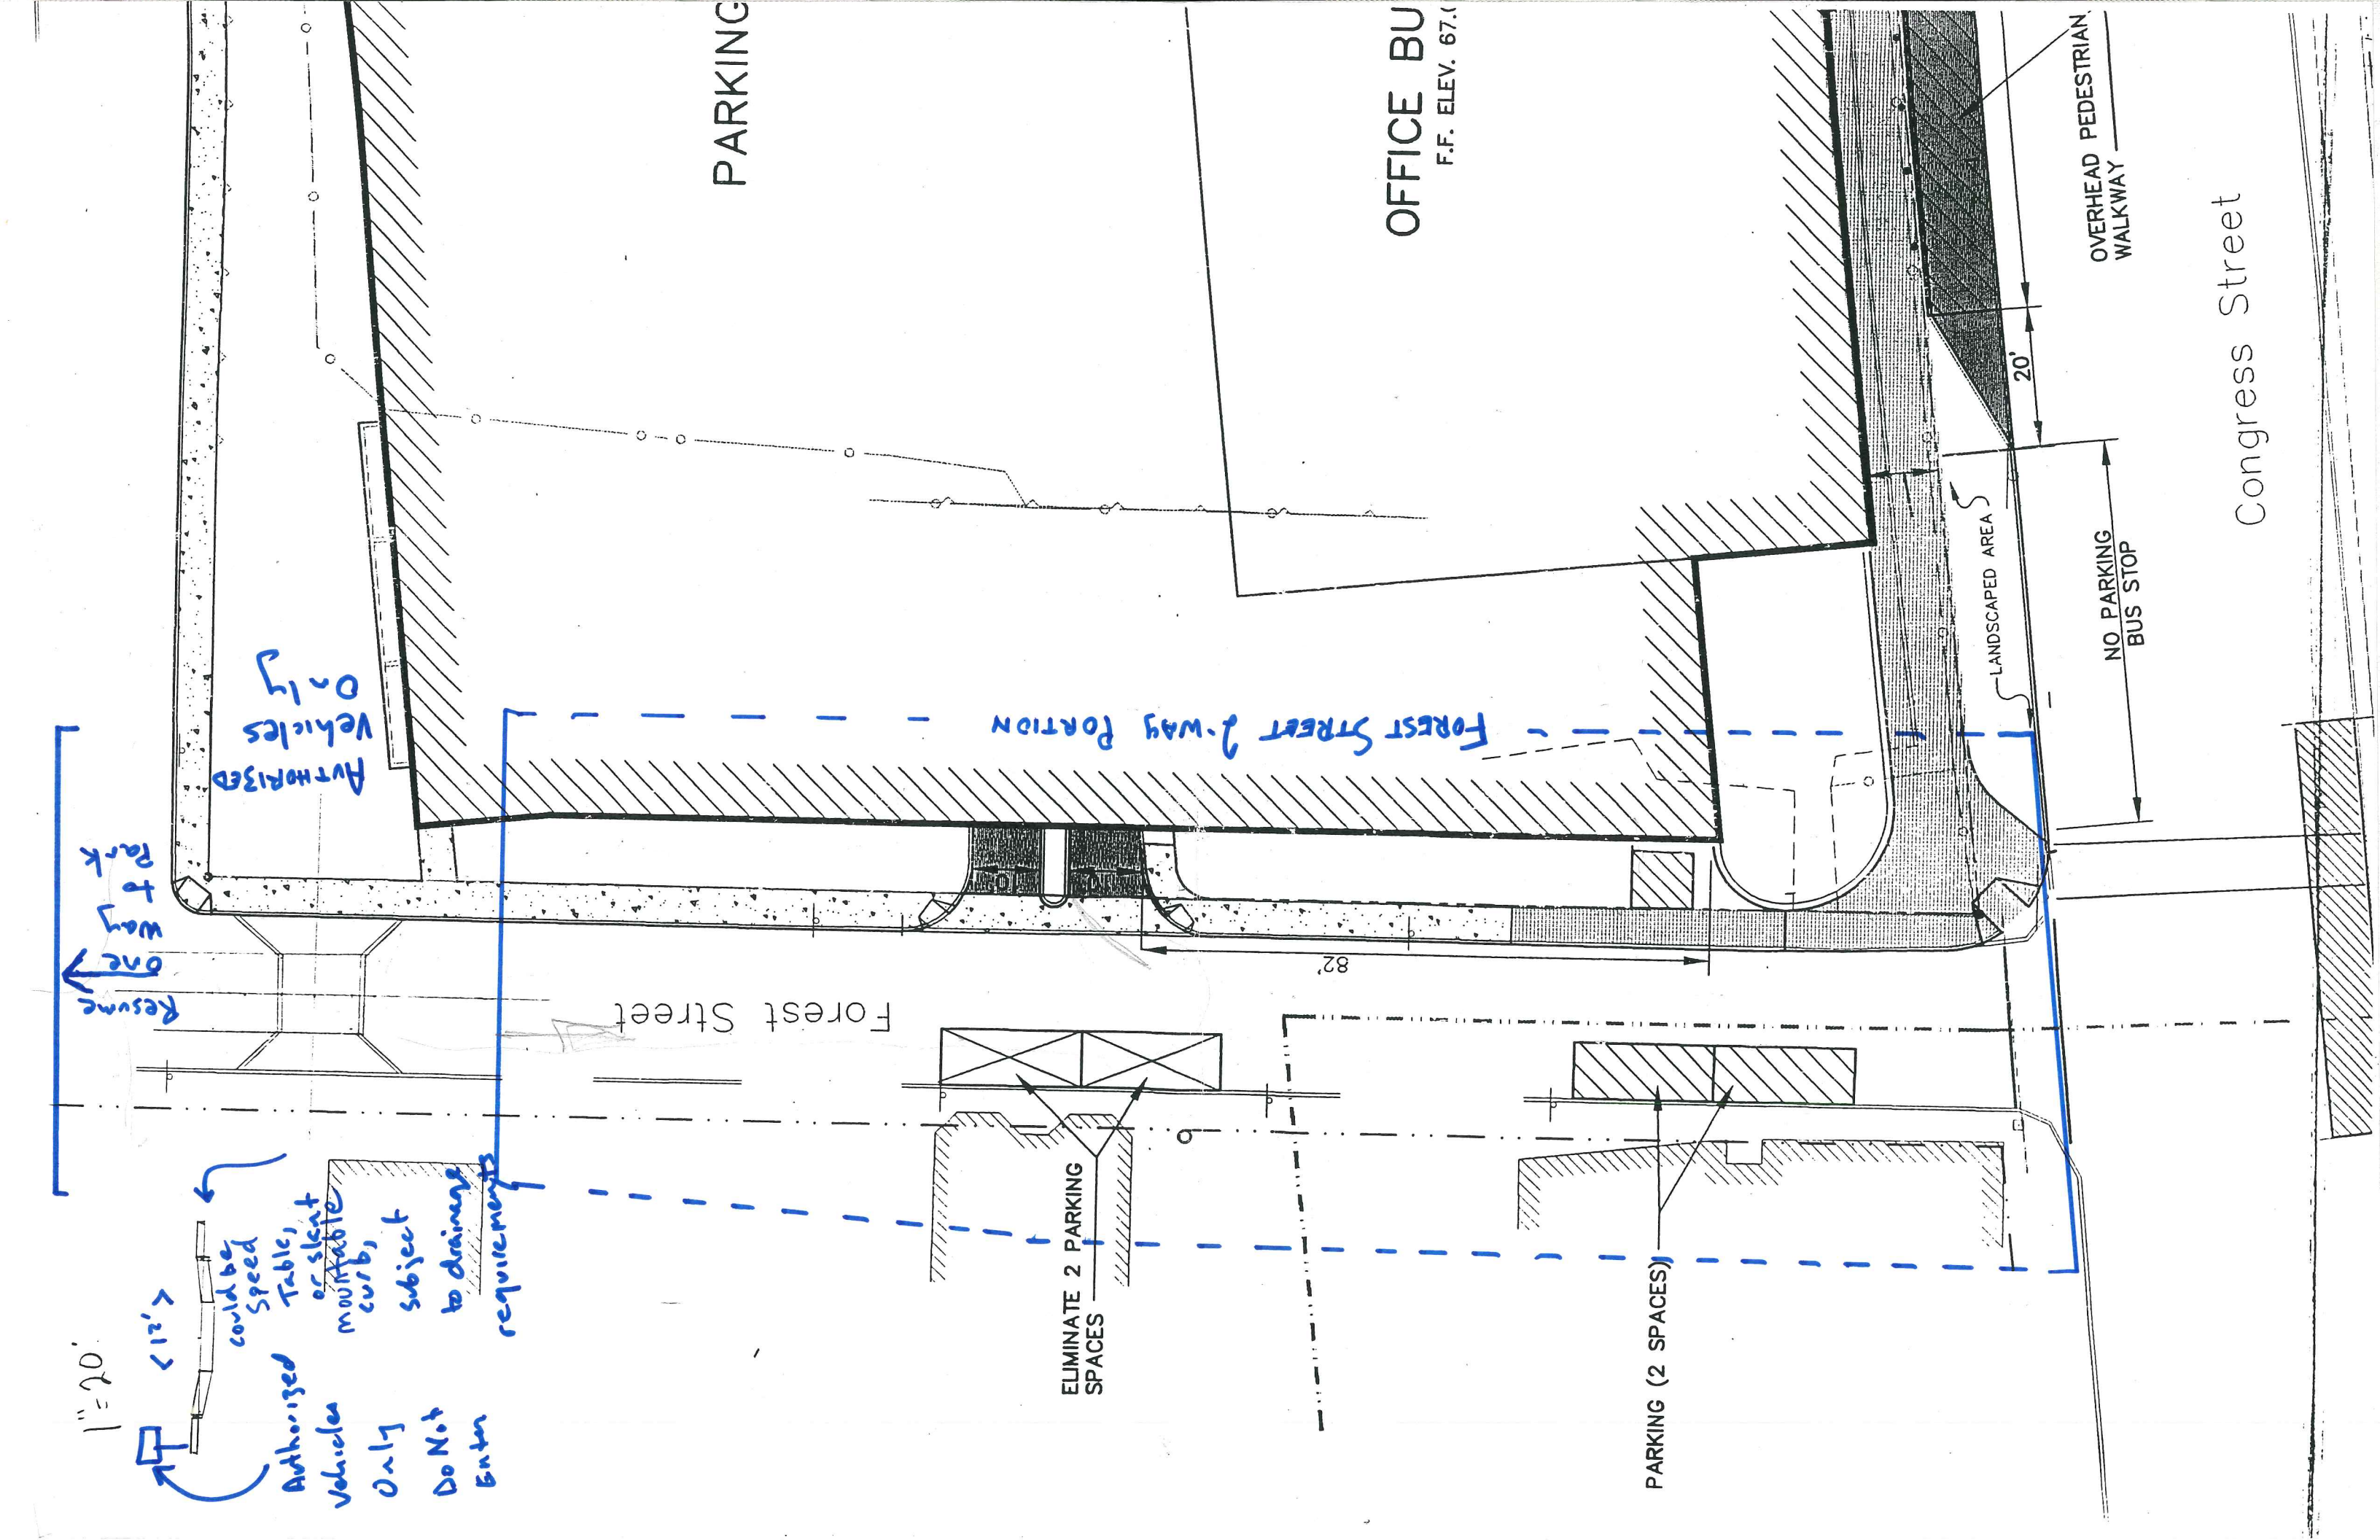 PARKING
OFFICE BU
F.F. ELEV. 67.(
OVERHEAD PEDESTRIAN
WALKWAY
Congress Street
20'
LANDSCAPED AREA
NO PARKING
BUS STOP
FOREST STREET 2-WAY PORTION
AUTHORIZED
Vehicles
Only
Resume
one
way
to
Park
Forest Street
82'
ELIMINATE 2 PARKING
SPACES
PARKING (2 SPACES)
1"=20'
<12'>
could be
Speed
Table,
or slant
mountable
curb,
subject
to drainage
requirements
Authorized
Vehicles
Only
Do Not
Enter